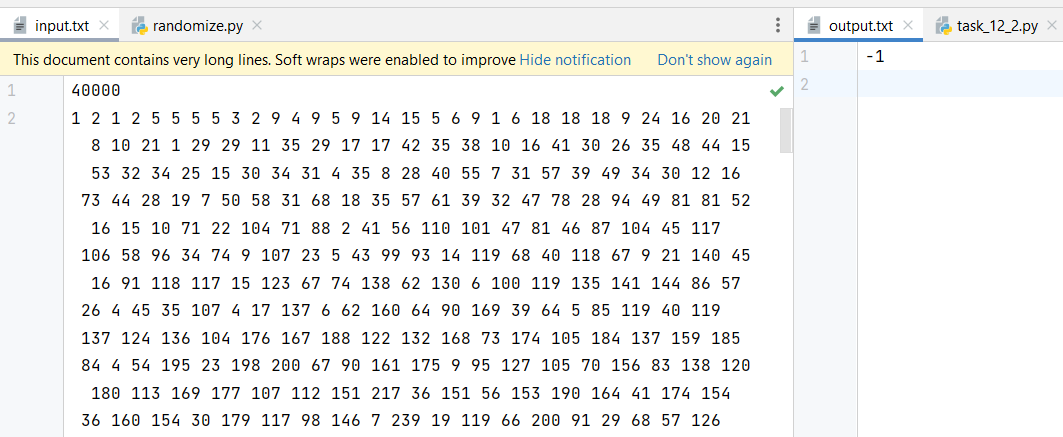 input.txt randomize.py output.txt task_12_2.py
This document contains very long lines. Soft wraps were enabled to improve Hide notification Don't show again
1 40000
2 1 2 1 2 5 5 5 5 3 2 9 4 9 5 9 14 15 5 6 9 1 6 18 18 18 9 24 16 20 21
8 10 21 1 29 29 11 35 29 17 17 42 35 38 10 16 41 30 26 35 48 44 15
53 32 34 25 15 30 34 31 4 35 8 28 40 55 7 31 57 39 49 34 30 12 16
73 44 28 19 7 50 58 31 68 18 35 57 61 39 32 47 78 28 94 49 81 81 52
16 15 10 71 22 104 71 88 2 41 56 110 101 47 81 46 87 104 45 117
106 58 96 34 74 9 107 23 5 43 99 93 14 119 68 40 118 67 9 21 140 45
16 91 118 117 15 123 67 74 138 62 130 6 100 119 135 141 144 86 57
26 4 45 35 107 4 17 137 6 62 160 64 90 169 39 64 5 85 119 40 119
137 124 136 104 176 167 188 122 132 168 73 174 105 184 137 159 185
84 4 54 195 23 198 200 67 90 161 175 9 95 127 105 70 156 83 138 120
180 113 169 177 107 112 151 217 36 151 56 153 190 164 41 174 154
36 160 154 30 179 117 98 146 7 239 19 119 66 200 91 29 68 57 126
1 -1
2